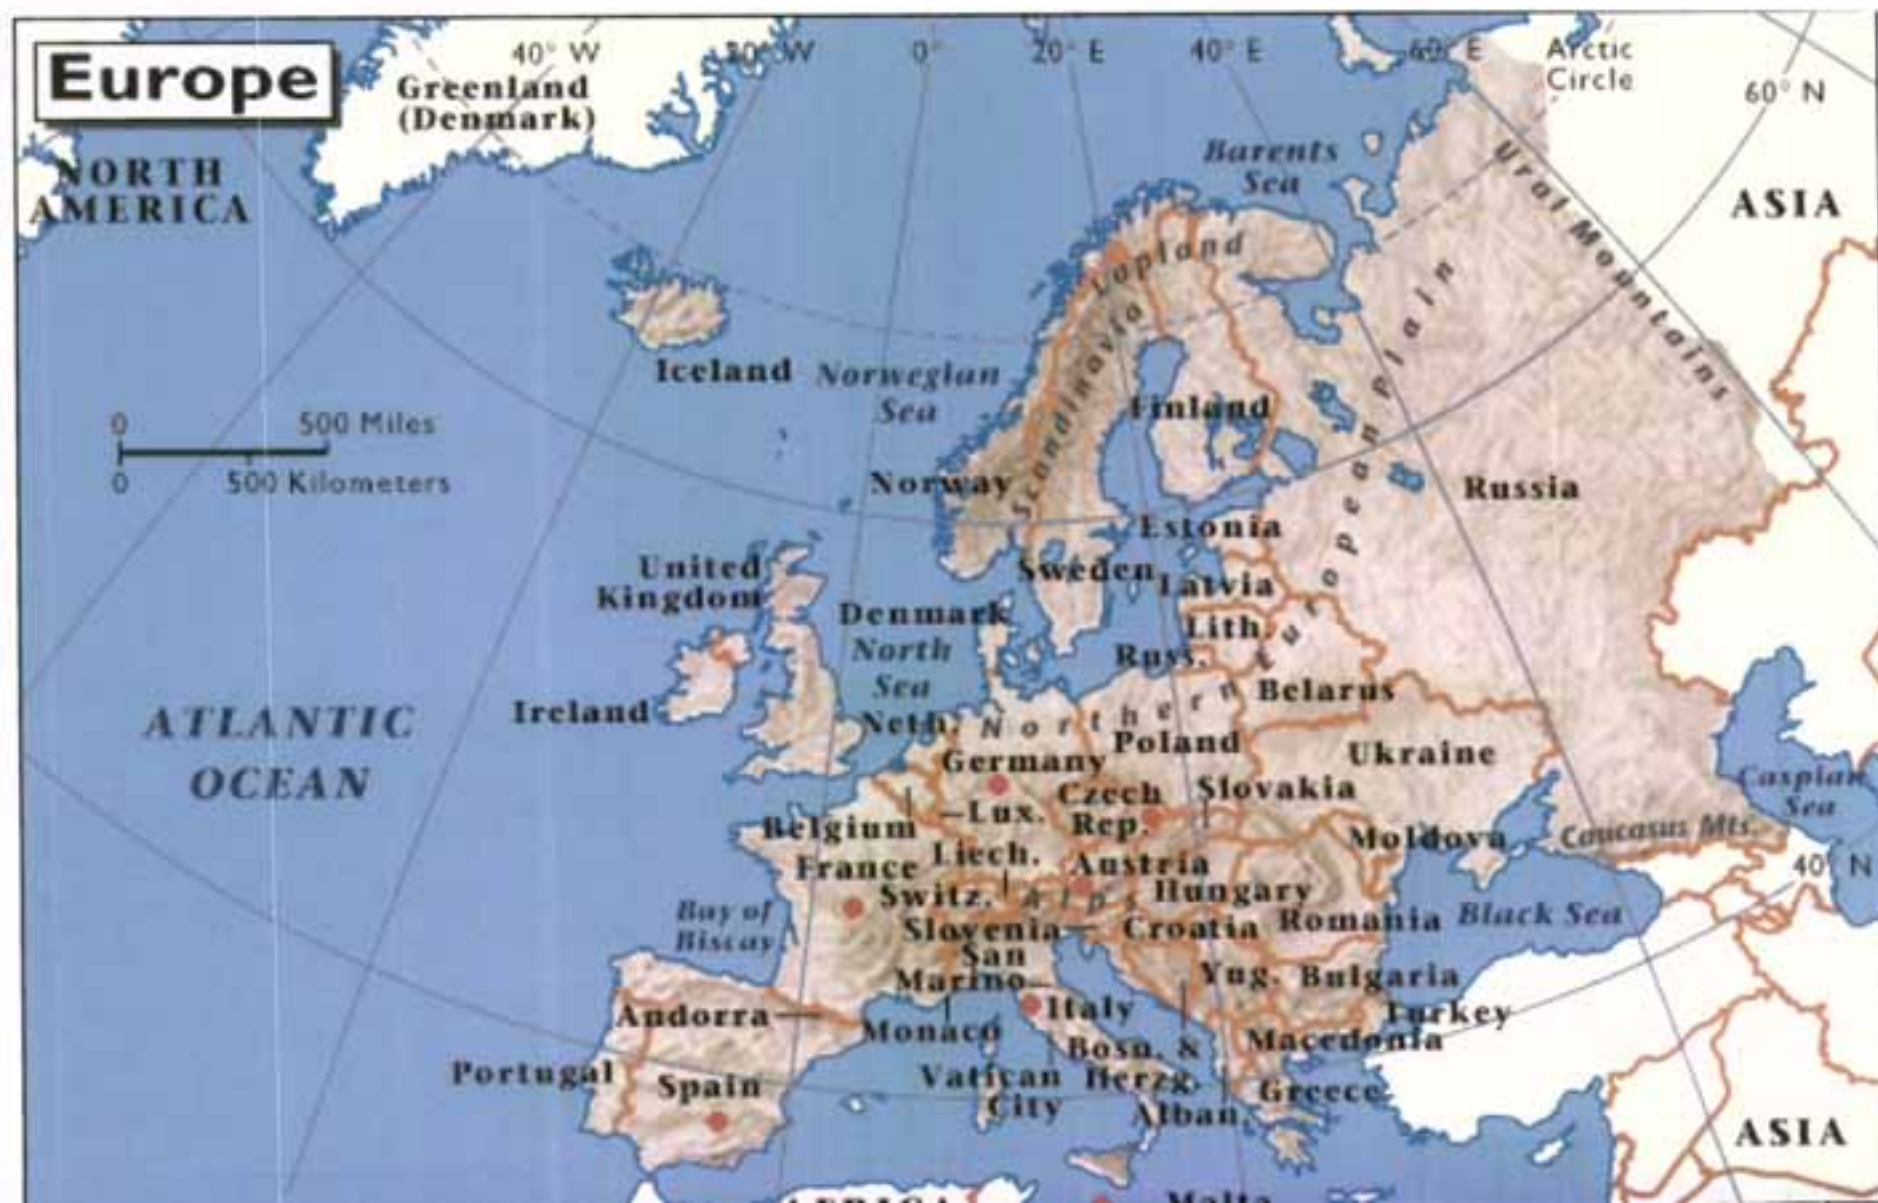 Europe
40° W
20° W
0°
20° E
40° E
60° E
Arctic
Circle
60° N
Greenland
(Denmark)
NORTH
AMERICA
Barents
Sea
Ural Mountains
ASIA
Lapland
Iceland
Norwegian
Sea
Scandinavia
Finland
0
500 Miles
0
500 Kilometers
Norway
Russia
Estonia
United
Kingdom
Sweden
Latvia
Denmark
Lith.
North
Sea
Russ.
Northern European Plain
Belarus
Ireland
Neth.
Poland
Ukraine
ATLANTIC
OCEAN
Germany
Czech
Rep.
Slovakia
Caspian
Sea
Belgium
Lux.
Moldova
Caucasus Mts.
France
Liech.
Austria
40° N
Switz.
Alps
Hungary
Bay of
Biscay
Slovenia
Croatia
Romania
Black Sea
San
Marino
Yug.
Bulgaria
Andorra
Monaco
Italy
Turkey
Macedonia
Portugal
Spain
Vatican
City
Bosn. &
Herzg.
Greece
Alban.
ASIA
AFRICA
Malta